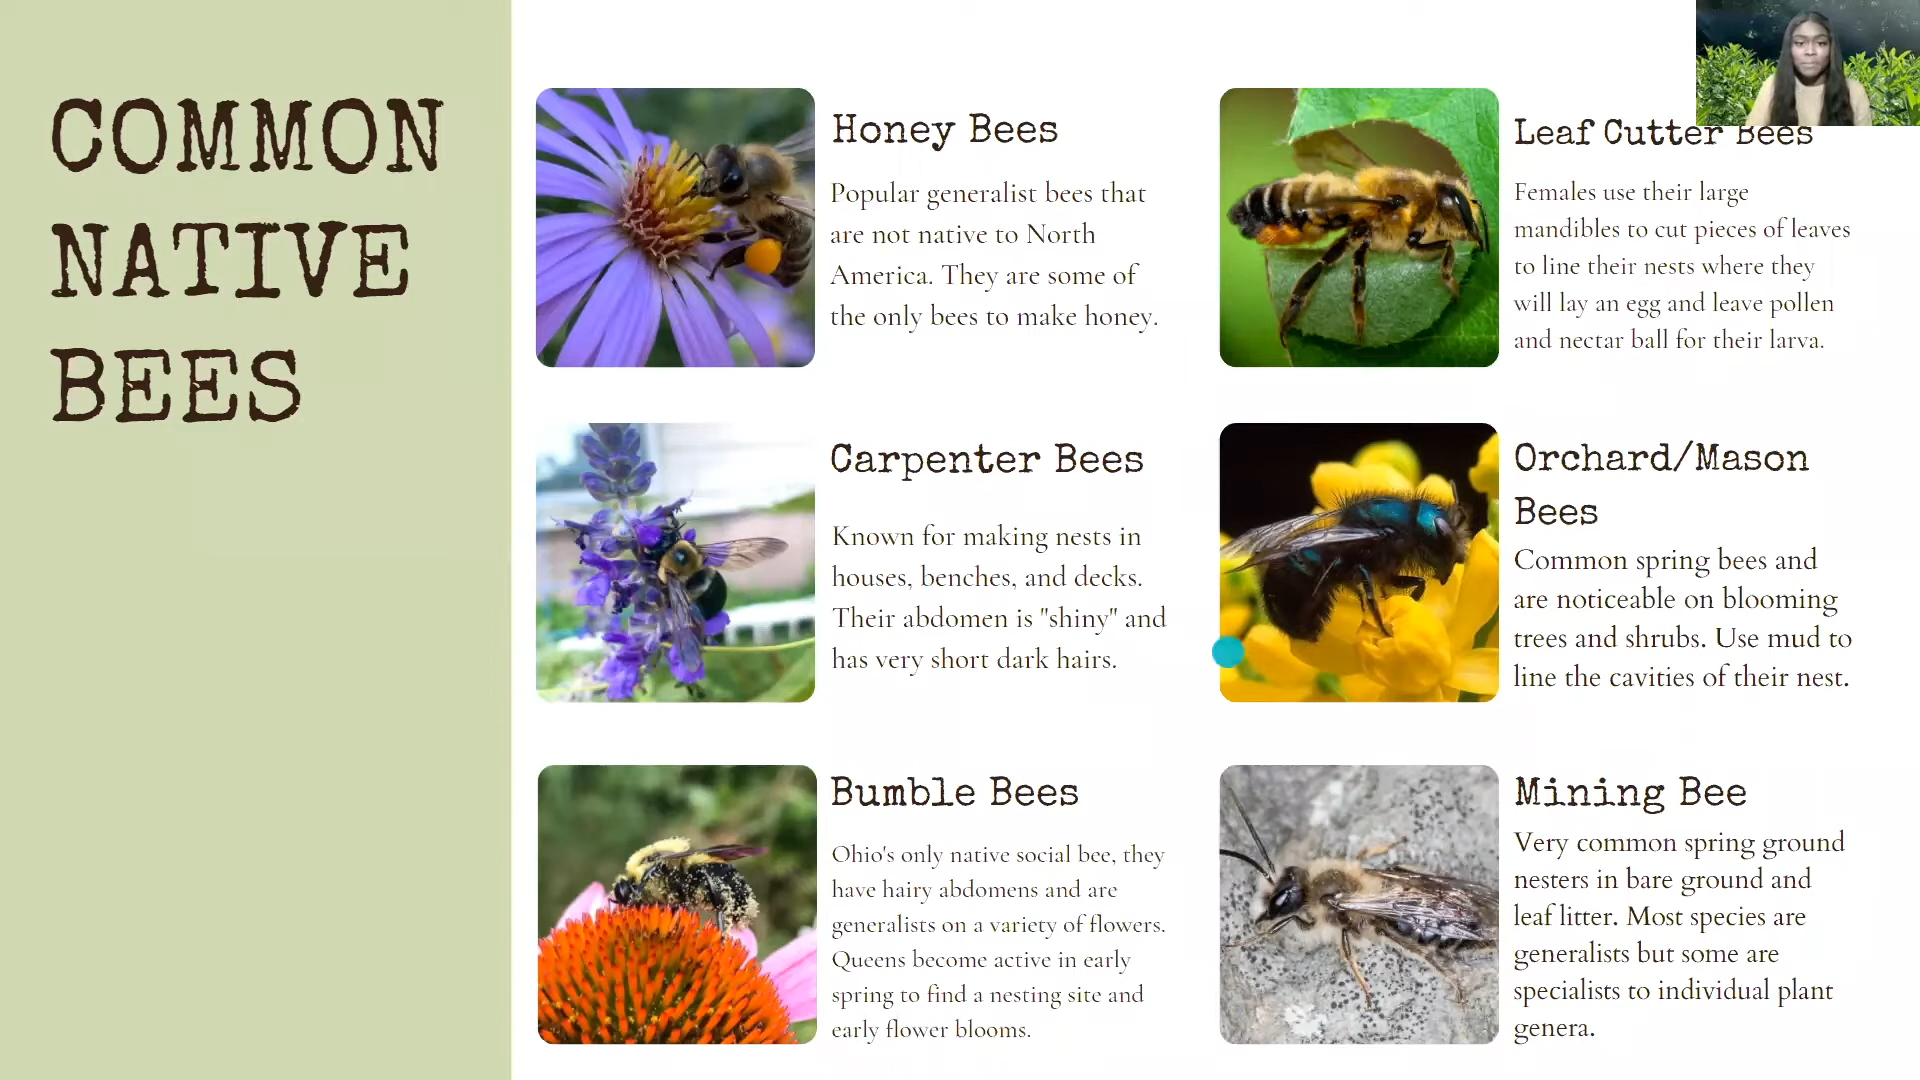 COMMON
NATIVE
BEES
Honey Bees
Popular generalist bees that
are not native to North
America. They are some of
the only bees to make honey.
Leaf Cutter Bees
Females use their large
mandibles to cut pieces of leaves
to line their nests where they
will lay an egg and leave pollen
and nectar ball for their larva.
Carpenter Bees
Known for making nests in
houses, benches, and decks.
Their abdomen is "shiny" and
has very short dark hairs.
Orchard/Mason
Bees
Common spring bees and
are noticeable on blooming
trees and shrubs. Use mud to
line the cavities of their nest.
Bumble Bees
Ohio's only native social bee, they
have hairy abdomens and are
generalists on a variety of flowers.
Queens become active in early
spring to find a nesting site and
early flower blooms.
Mining Bee
Very common spring ground
nesters in bare ground and
leaf litter. Most species are
generalists but some are
specialists to individual plant
genera.